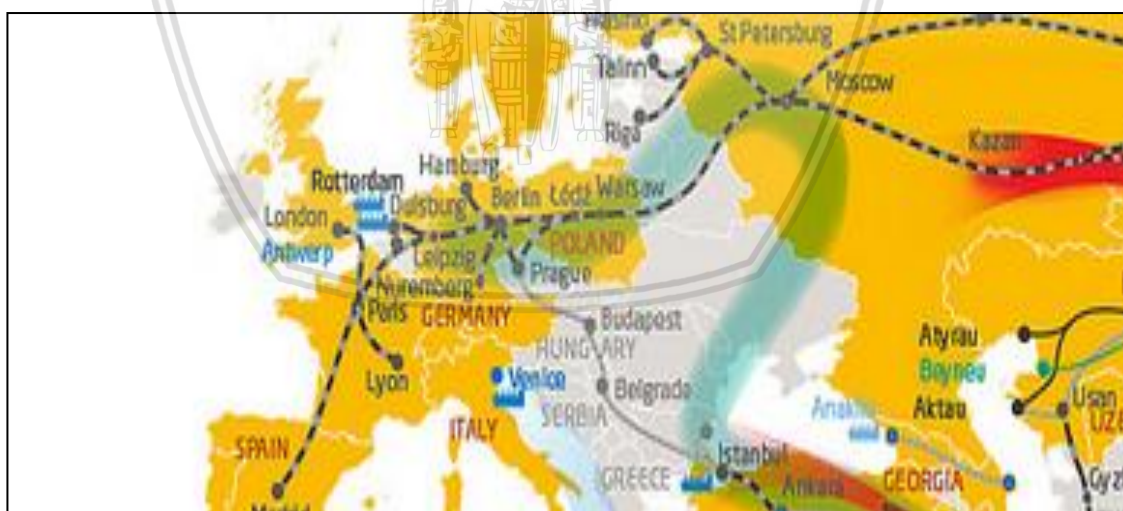 St Petersburg
Talinn
Moscow
Riga
Kazan
Hamburg
Rotterdam
Duisburg
Berlin
Łódź
Warsaw
London
Antwerp
Leipzig
POLAND
Prague
Nuremberg
Paris
GERMANY
Budapest
HUNGARY
Atyrau
Beyneu
Lyon
Venice
Belgrade
Aktau
SERBIA
ITALY
SPAIN
Istanbul
GREECE
Ankara
GEORGIA